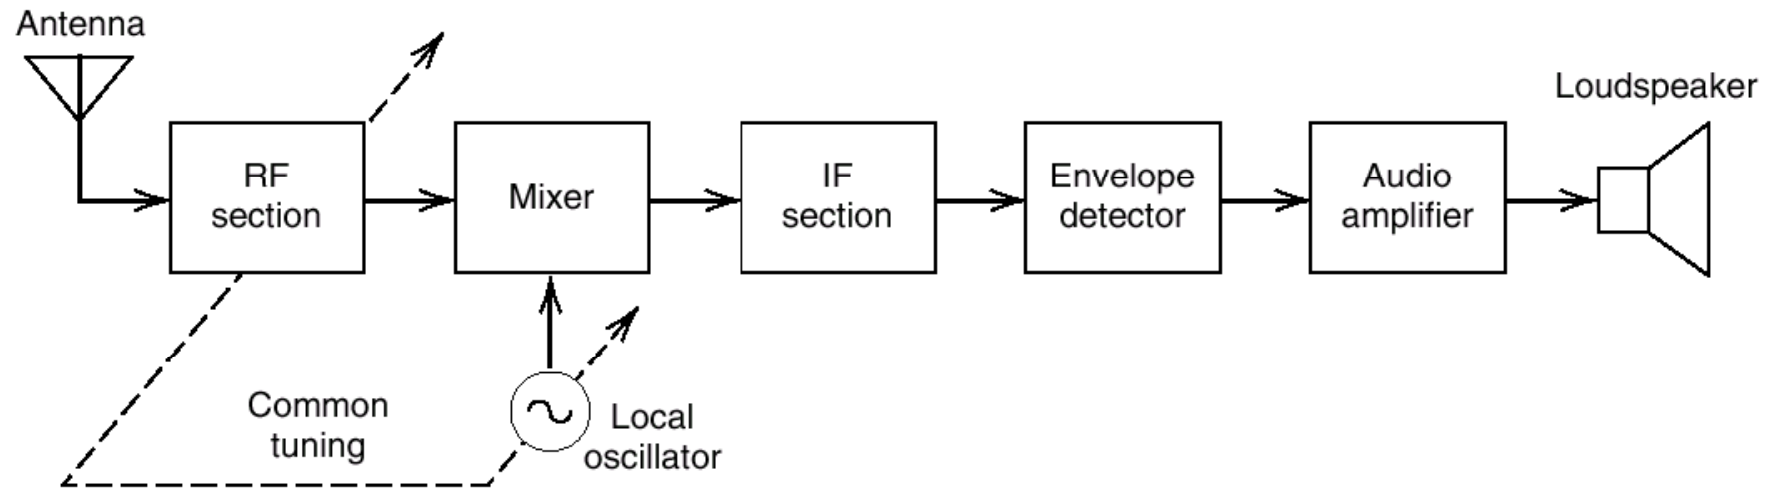 Antenna
Loudspeaker
RF
section
Mixer
IF
section
Envelope
detector
Audio
amplifier
Common
tuning
Local
oscillator